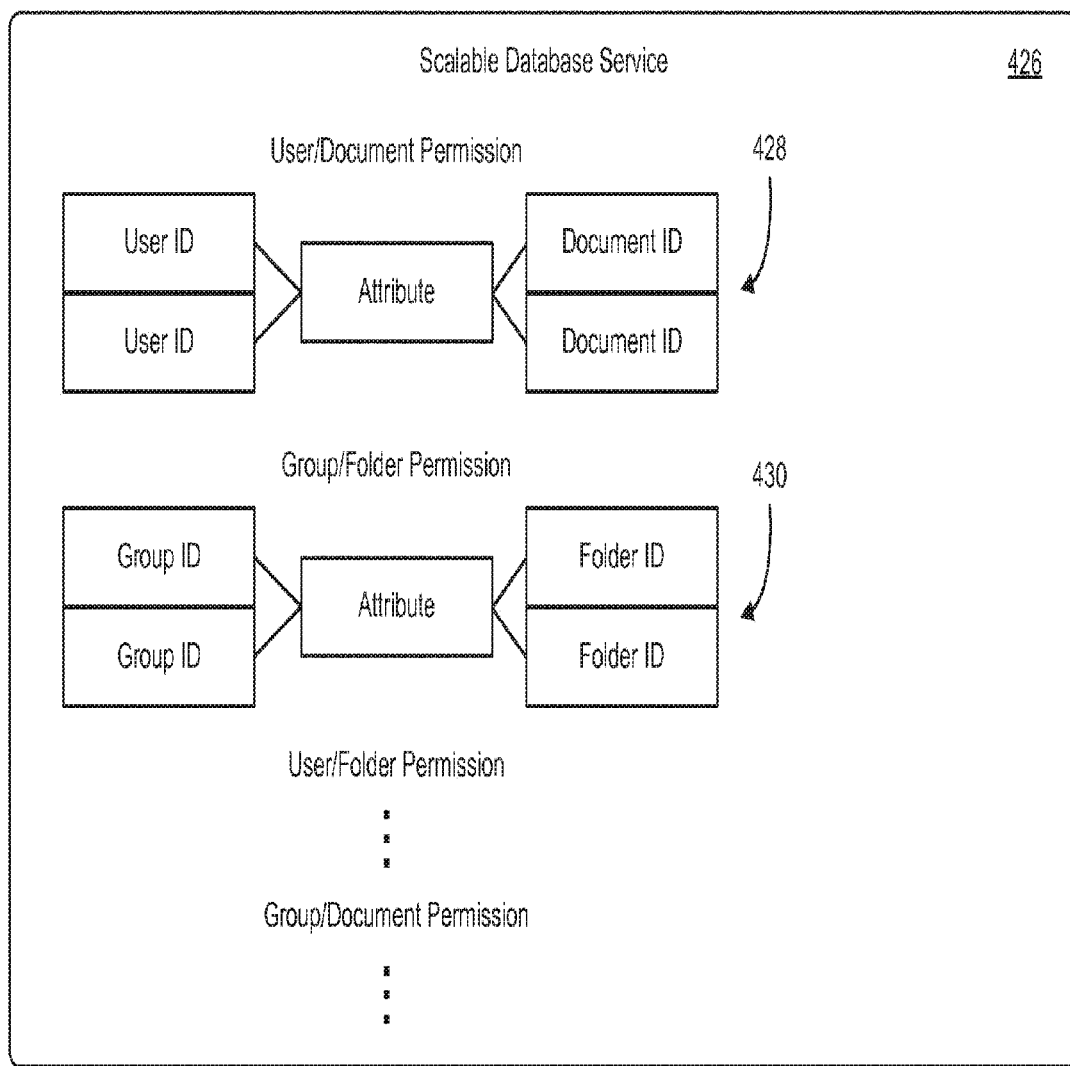 Scalable Database Service 426
User/Document Permission 428
User ID
Attribute
Document ID
User ID
Document ID
Group/Folder Permission 430
Group ID
Attribute
Folder ID
Group ID
Folder ID
User/Folder Permission
Group/Document Permission